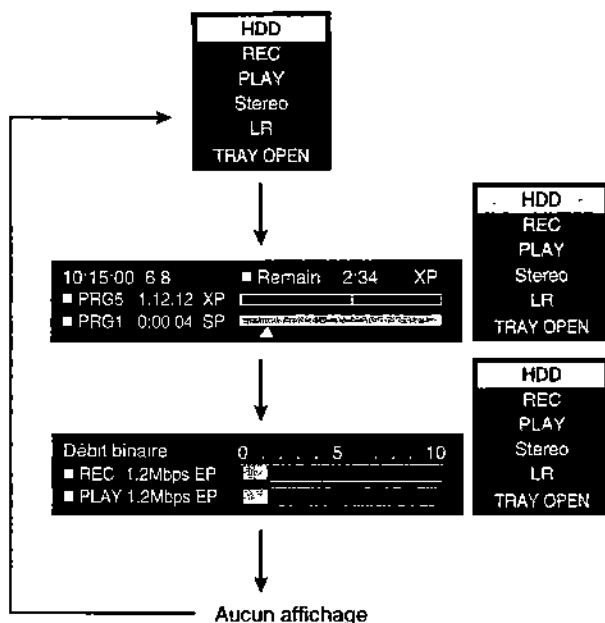 HDD
REC
PLAY
Stereo
LR
TRAY OPEN
10:15:00 6.8 Remain 2:34 XP
PRG5 1.12.12 XP
PRG1 0:00 04 SP
HDD
REC
PLAY
Stereo
LR
TRAY OPEN
Débit binaire 0 . . . . 5 . . . . 10
REC 1.2Mbps EP
PLAY 1.2Mbps EP
HDD
REC
PLAY
Stereo
LR
TRAY OPEN
Aucun affichage